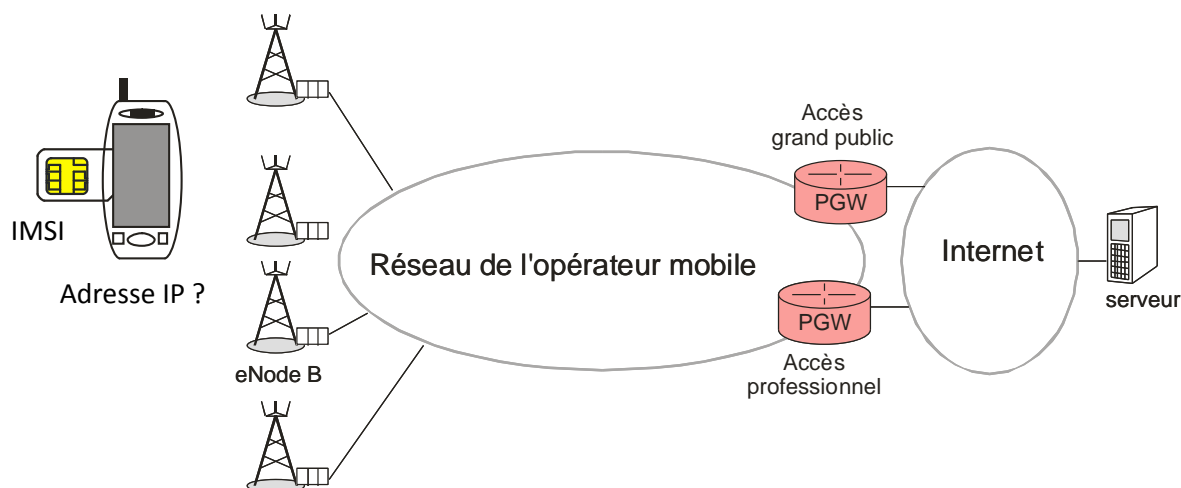 Accès
grand public
PGW
IMSI
Adresse IP ?
Réseau de l'opérateur mobile
Internet
serveur
PGW
eNode B
Accès
professionnel